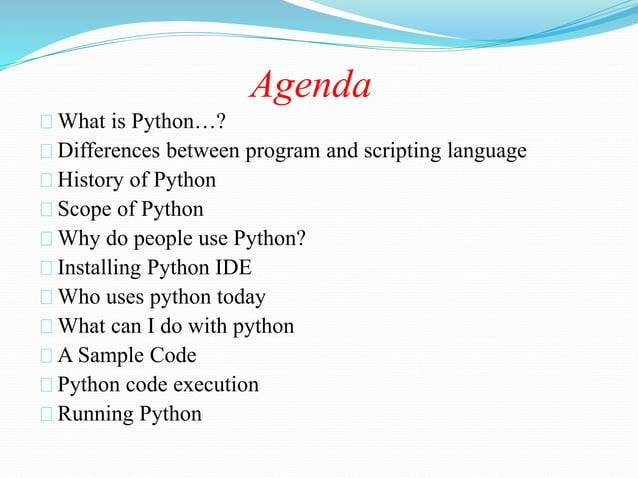 Agenda
What is Python…?
Differences between program and scripting language
History of Python
Scope of Python
Why do people use Python?
Installing Python IDE
Who uses python today
What can I do with python
A Sample Code
Python code execution
Running Python